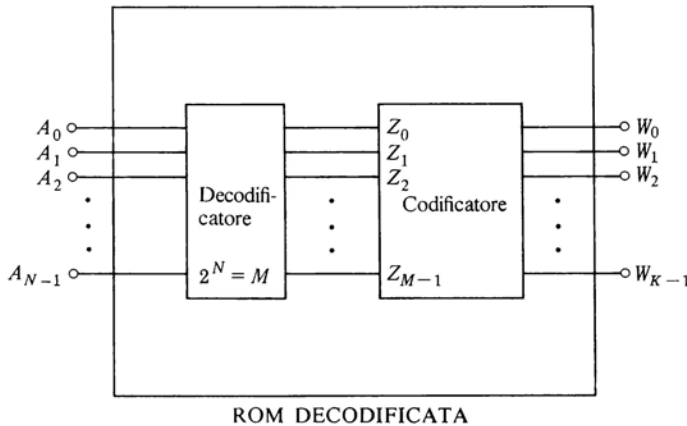 A0 Z0 W0
A1 Z1 W1
A2 Z2 W2
Decodifi-
catore
Codificatore
AN−1 2^N = M ZM−1 WK−1
ROM DECODIFICATA